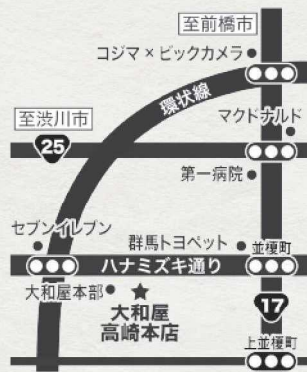 至前橋市
コジマ×ビックカメラ
環状線
マクドナルド
至渋川市
25
第一病院
セブンイレブン
群馬トヨペット
並榎町
ハナミズキ通り
大和屋本部
大和屋
高崎本店
17
上並榎町